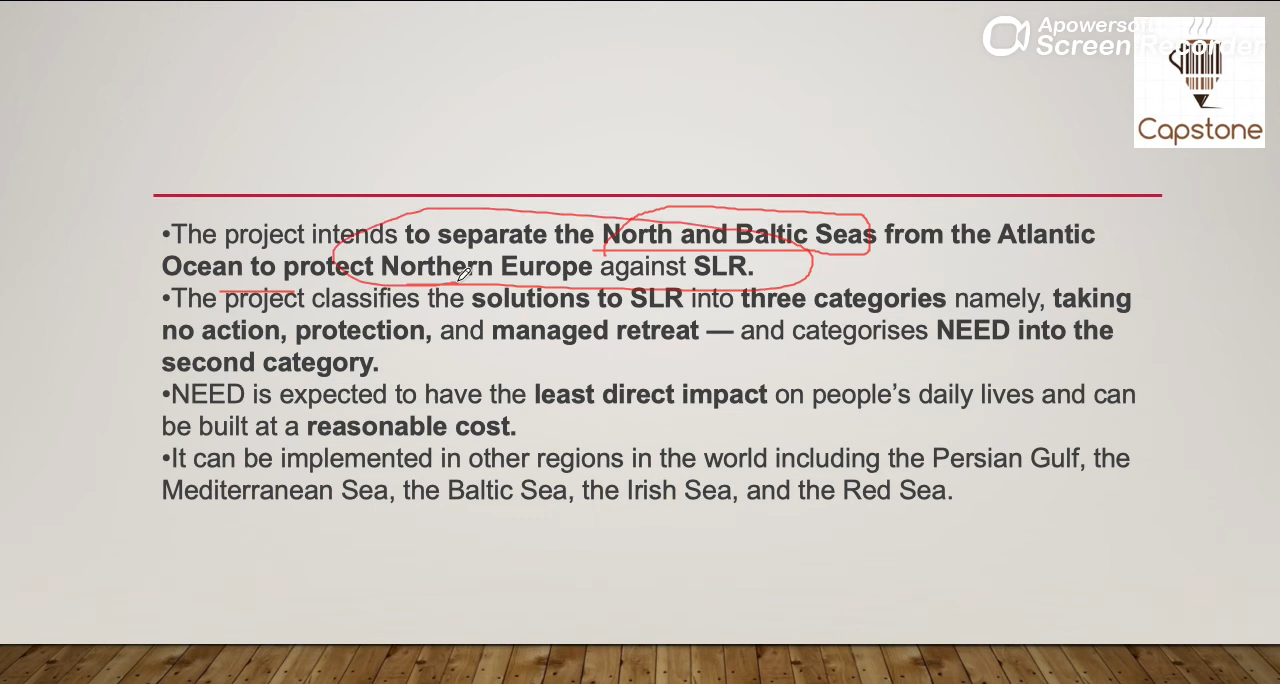 Apowersoft
Screen Recorder
Capstone
•The project intends to separate the North and Baltic Seas from the Atlantic
Ocean to protect Northern Europe against SLR.
•The project classifies the solutions to SLR into three categories namely, taking
no action, protection, and managed retreat — and categorises NEED into the
second category.
•NEED is expected to have the least direct impact on people’s daily lives and can
be built at a reasonable cost.
•It can be implemented in other regions in the world including the Persian Gulf, the
Mediterranean Sea, the Baltic Sea, the Irish Sea, and the Red Sea.